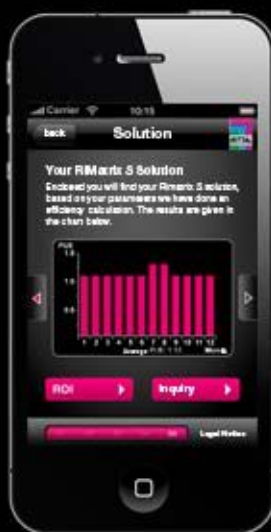 Carrier 10:15
back Solution
Your RiMatrix S Solution
Enclosed you will find your Rimatrix S solution,
based on your parameters we have done an
efficiency calculation. The results are given in
the chart below.
PUE
1.5
1.0
0.5
1 2 3 4 5 6 7 8 9 10 11 12
Average PUE:
ROI Inquiry
Legal Notice